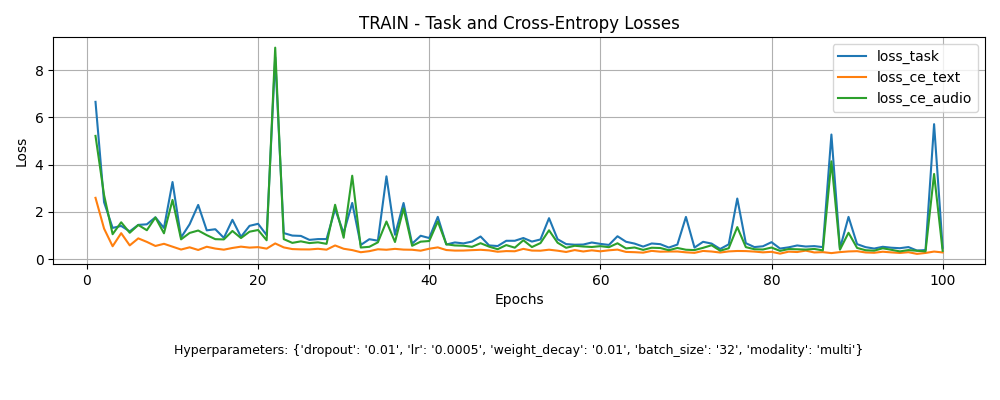 TRAIN - Task and Cross-Entropy Losses
loss_task
loss_ce_text
loss_ce_audio
Loss
8
6
4
2
0
0 20 40 60 80 100
Epochs
Hyperparameters: {'dropout': '0.01', 'lr': '0.0005', 'weight_decay': '0.01', 'batch_size': '32', 'modality': 'multi'}